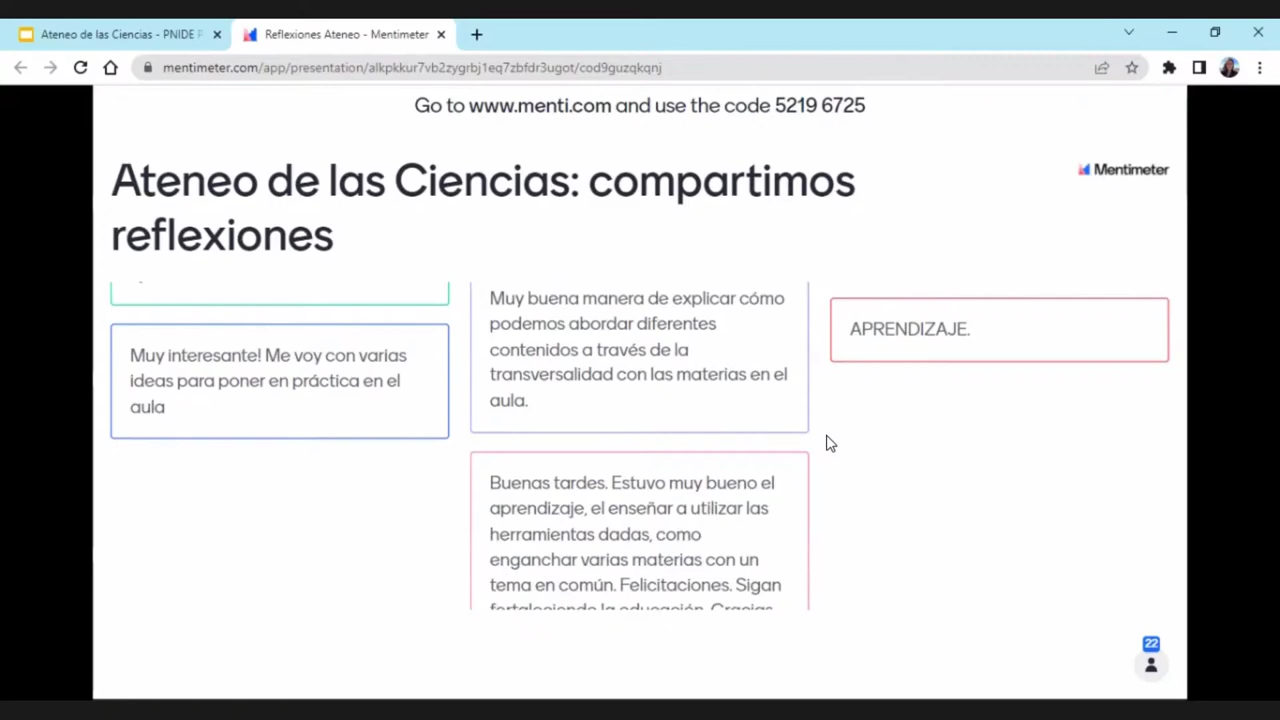 Ateneo de las Ciencias - PNIDE
Reflexiones Ateneo - Mentimeter
mentimeter.com/app/presentation/alkpkkur7vb2zygrbj1eq7zbfdr3ugot/cod9guzqkqnj
Go to www.menti.com and use the code 5219 6725
Ateneo de las Ciencias: compartimos
reflexiones
Mentimeter
Muy interesante! Me voy con varias
ideas para poner en práctica en el
aula
Muy buena manera de explicar cómo
podemos abordar diferentes
contenidos a través de la
transversalidad con las materias en el
aula.
Buenas tardes. Estuvo muy bueno el
aprendizaje, el enseñar a utilizar las
herramientas dadas, como
enganchar varias materias con un
tema en común. Felicitaciones. Sigan
fortaleciendo la educación. Gracias
APRENDIZAJE.
22